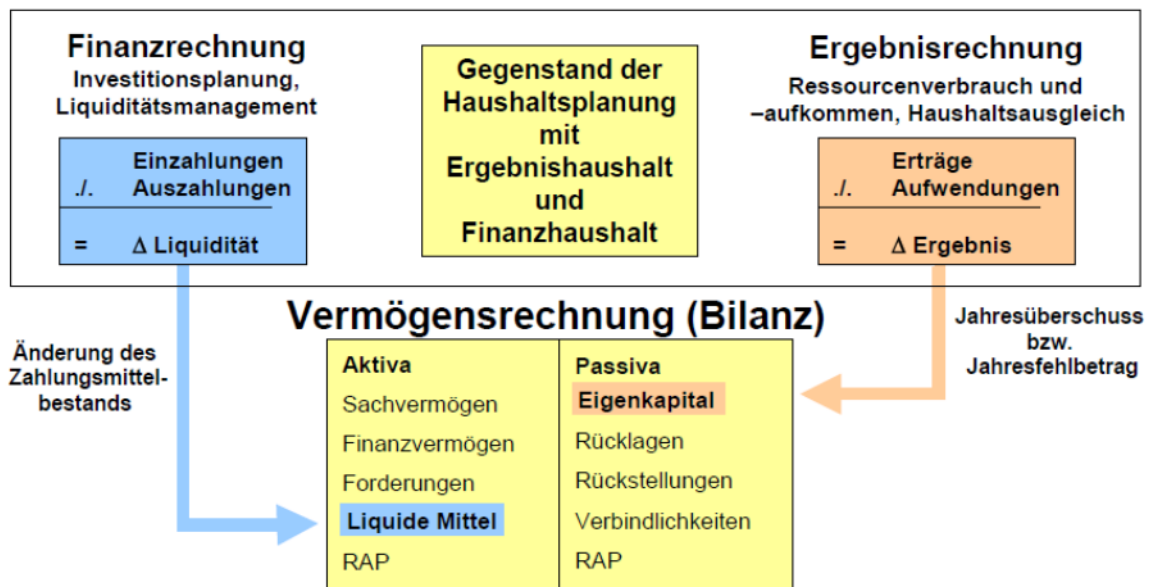 Finanzrechnung
Investitionsplanung,
Liquiditätsmanagement
Einzahlungen
./. Auszahlungen
= Δ Liquidität
Gegenstand der
Haushaltsplanung
mit
Ergebnishaushalt
und
Finanzhaushalt
Ergebnisrechnung
Ressourcenverbrauch und
–aufkommen, Haushaltsausgleich
Erträge
./. Aufwendungen
= Δ Ergebnis
Vermögensrechnung (Bilanz)
Änderung des
Zahlungsmittel-
bestands
Aktiva
Sachvermögen
Finanzvermögen
Forderungen
Liquide Mittel
RAP
Passiva
Eigenkapital
Rücklagen
Rückstellungen
Verbindlichkeiten
RAP
Jahresüberschuss
bzw.
Jahresfehlbetrag